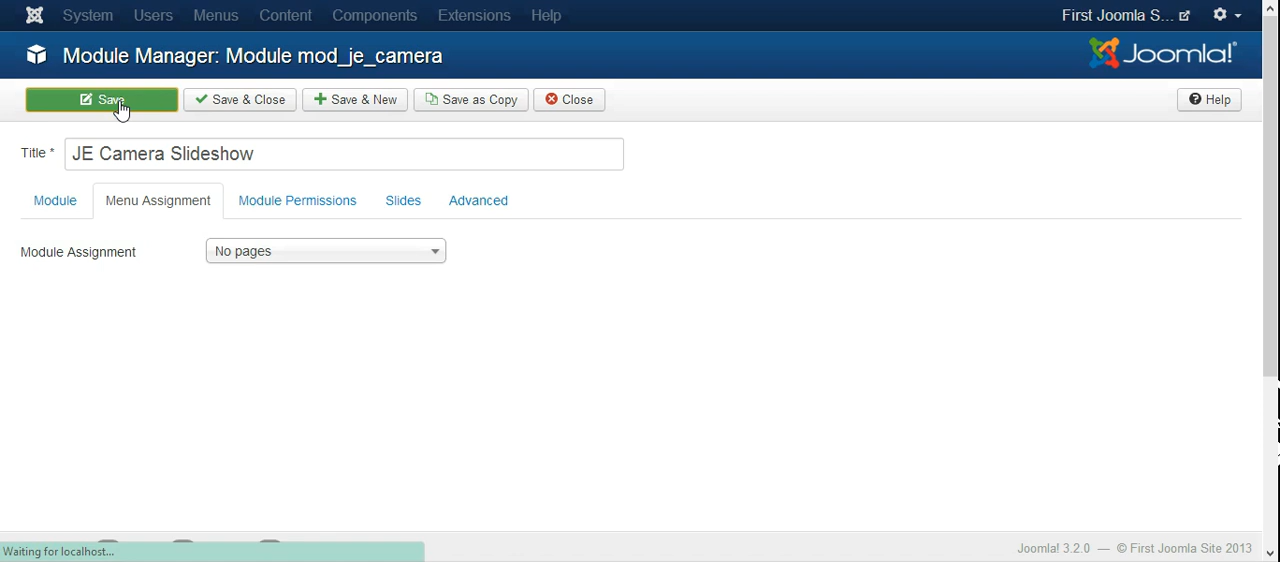 System Users Menus Content Components Extensions Help First Joomla S...
Module Manager: Module mod_je_camera Joomla!®
Save Save & Close Save & New Save as Copy Close Help
Title * JE Camera Slideshow
Module Menu Assignment Module Permissions Slides Advanced
Module Assignment No pages
Waiting for localhost... Joomla! 3.2.0 — © First Joomla Site 2013